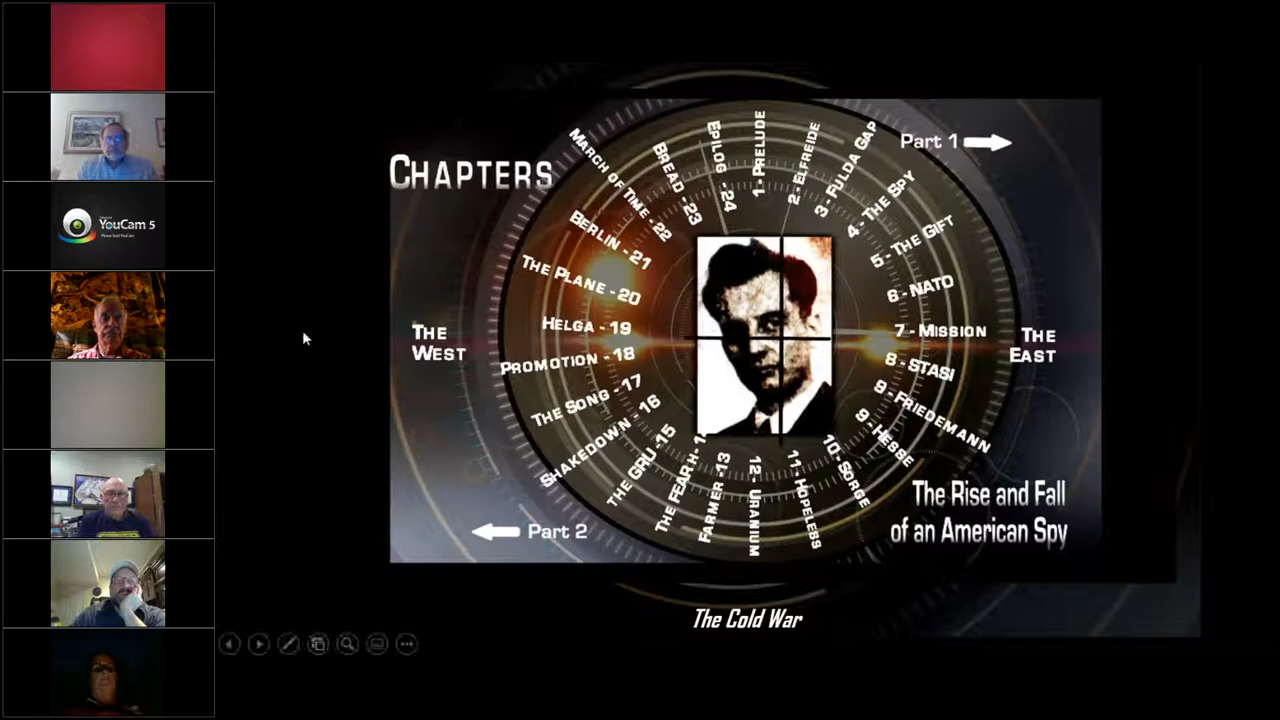 YouCam 5
CHAPTERS
Part 1
1 - PRELUDE
2 - ELFREIDE
3 - FULDA GAP
4 - THE SPY
5 - THE GIFT
6 - NATO
7 - MISSION
8 - STASI
9 - FRIEDEMANN
9 - HESSE
10 - SORGE
11 - HOPELESS
12 - URANIUM
FARMER - 13
THE FEAR H - 1
THE GRU - 15
SHAKEDOWN - 16
THE SONG - 17
PROMOTION - 18
HELGA - 19
THE PLANE - 20
BERLIN - 21
MARCH OF TIME - 22
BREAD - 23
EPILOG - 24
THE
WEST
THE
EAST
The Rise and Fall
of an American Spy
Part 2
The Cold War